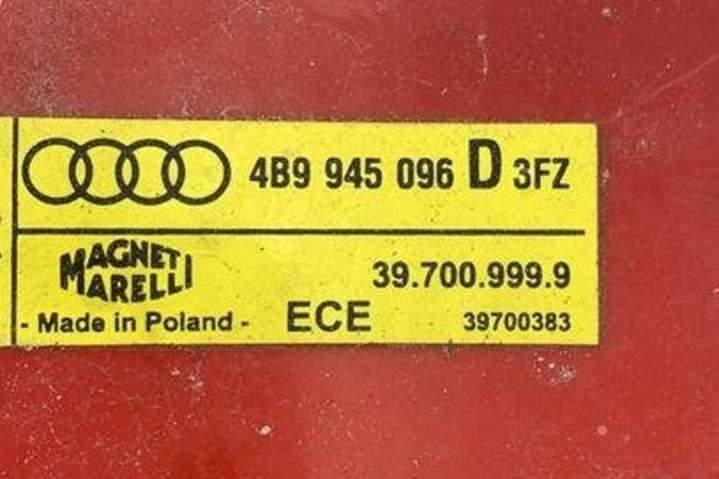 4B9 945 096 D 3FZ
MAGNETI
MARELLI
39.700.999.9
- Made in Poland - ECE 39700383